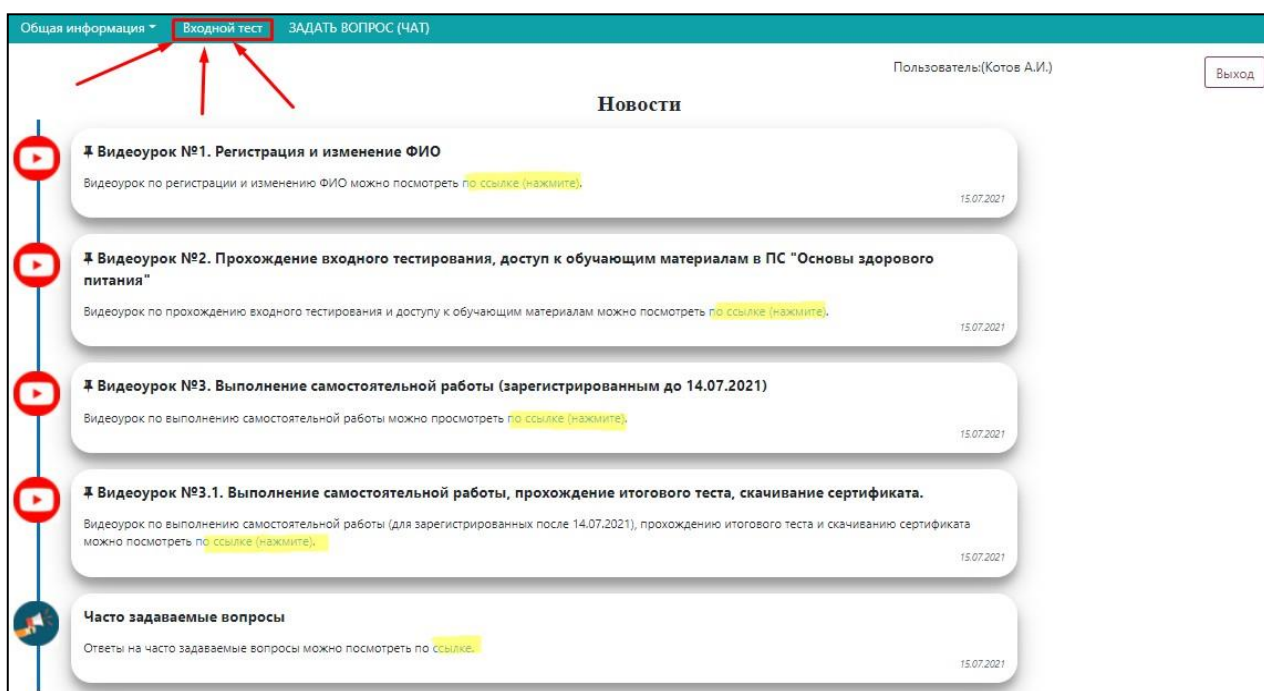 Общая информация Входной тест ЗАДАТЬ ВОПРОС (ЧАТ)
Пользователь:(Котов А.И.)
Выход
Новости
Видеоурок №1. Регистрация и изменение ФИО
Видеоурок по регистрации и изменению ФИО можно посмотреть по ссылке (нажмите).
15.07.2021
Видеоурок №2. Прохождение входного тестирования, доступ к обучающим материалам в ПС "Основы здорового
питания"
Видеоурок по прохождению входного тестирования и доступу к обучающим материалам можно посмотреть по ссылке (нажмите).
15.07.2021
Видеоурок №3. Выполнение самостоятельной работы (зарегистрированным до 14.07.2021)
Видеоурок по выполнению самостоятельной работы можно просмотреть по ссылке (нажмите).
15.07.2021
Видеоурок №3.1. Выполнение самостоятельной работы, прохождение итогового теста, скачивание сертификата.
Видеоурок по выполнению самостоятельной работы (для зарегистрированных после 14.07.2021), прохождению итогового теста и скачиванию сертификата
можно посмотреть по ссылке (нажмите).
15.07.2021
Часто задаваемые вопросы
Ответы на часто задаваемые вопросы можно посмотреть по ссылке.
15.07.2021